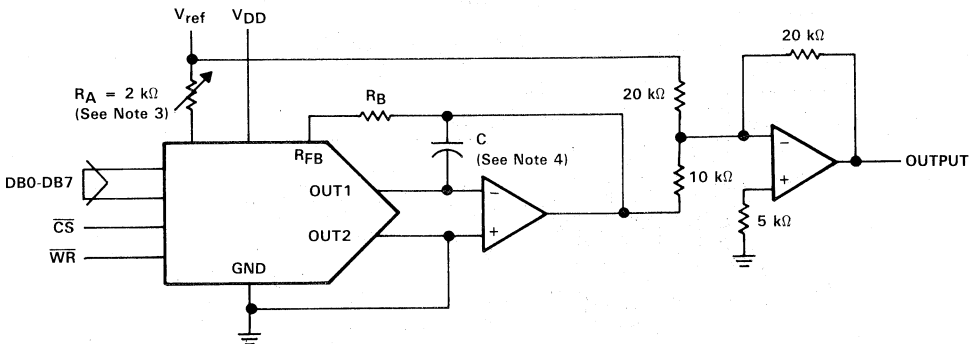 Vref
VDD
20 kΩ
RA = 2 kΩ
(See Note 3)
RB
20 kΩ
C
(See Note 4)
RFB
DB0-DB7
OUT1
−
+
−
+
OUTPUT
10 kΩ
5 kΩ
CS
OUT2
WR
GND